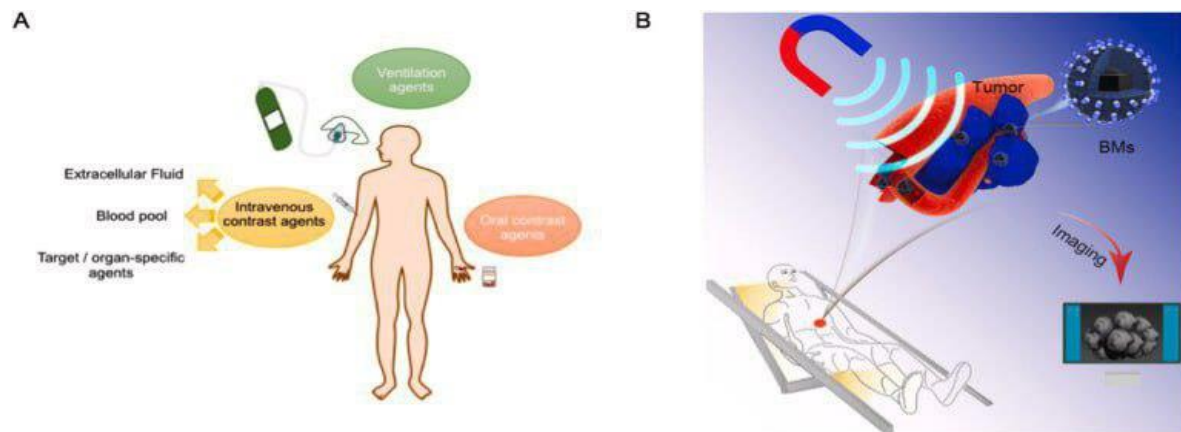 A
Ventilation
agents
Extracellular Fluid
Blood pool
Target / organ-specific
agents
Intravenous
contrast agents
Oral contrast
agents
B
Tumor
BMs
Imaging